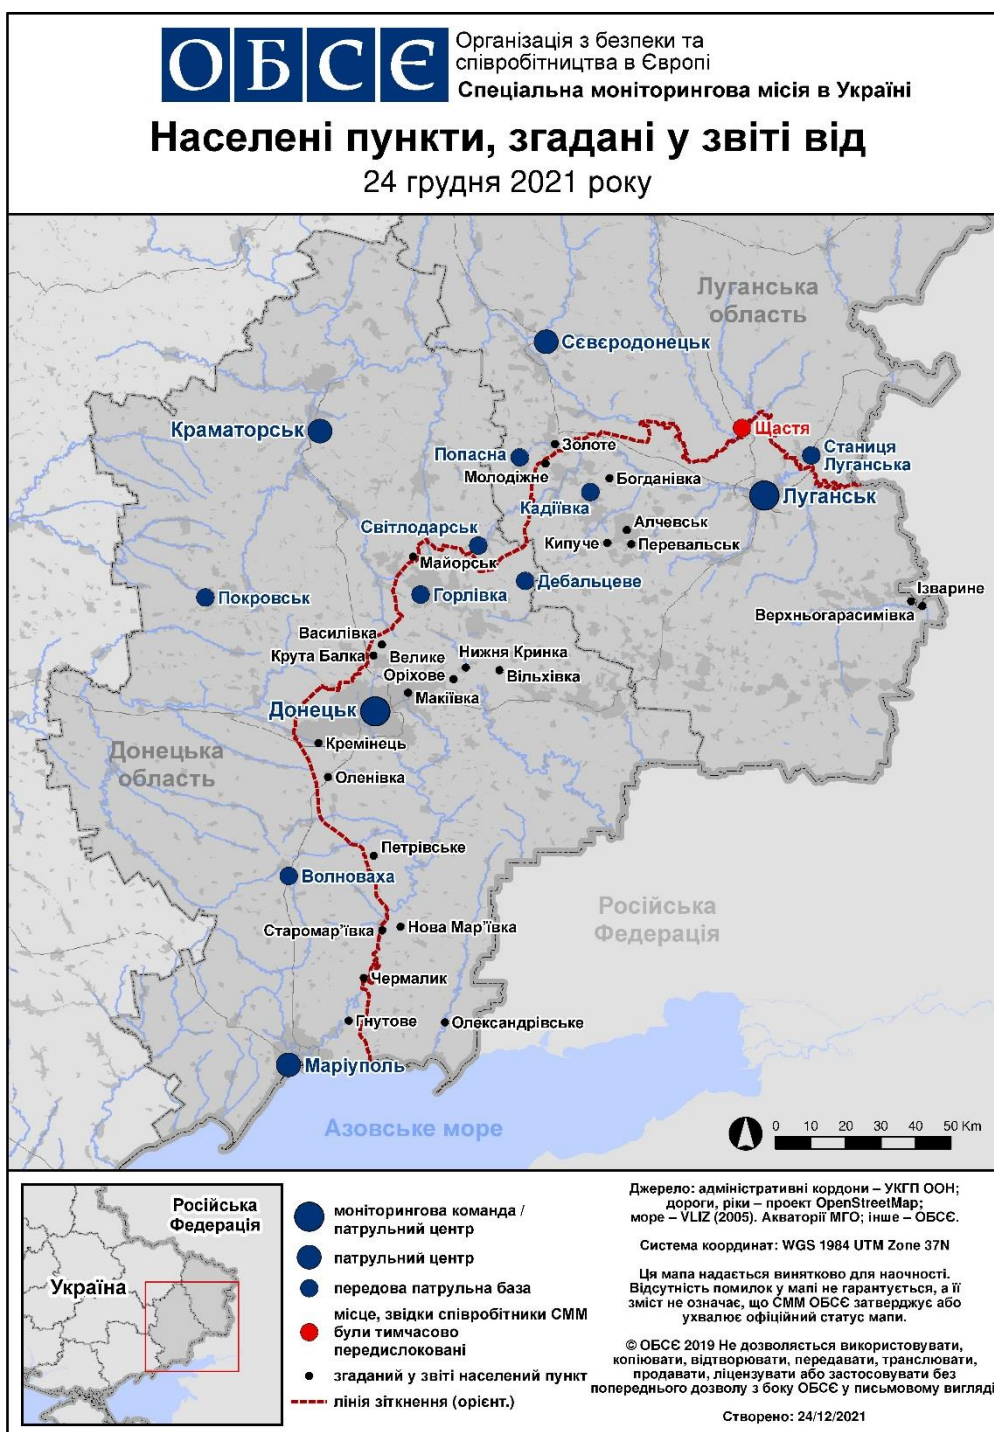 ОБСЄ
Організація з безпеки та
співробітництва в Європі
Спеціальна моніторингова місія в Україні
Населені пункти, згадані у звіті від
24 грудня 2021 року
Луганська
область
Сєвєродонецьк
Краматорськ
Щастя
Золоте
Попасна
Станиця
Луганська
Молодіжне
Богданівка
Кадіївка
Луганськ
Світлодарськ
Алчевськ
Кипуче
Перевальськ
Майорськ
Дебальцеве
Покровськ
Горлівка
Ізварине
Верхньогарасимівка
Василівка
Крута Балка
Велике
Оріхове
Нижня Кринка
Вільхівка
Макіївка
Донецьк
Кремінець
Донецька
область
Оленівка
Петрівське
Волноваха
Російська
Федерація
Старомар'ївка
Нова Мар'ївка
Чермалик
Гнутове
Олександрівське
Маріуполь
Азовське море
0 10 20 30 40 50 Km
Російська
Федерація
Україна
моніторингова команда /
патрульний центр
патрульний центр
передова патрульна база
місце, звідки співробітники СММ
були тимчасово
передислоковані
згаданий у звіті населений пункт
лінія зіткнення (орієнт.)
Джерело: адміністративні кордони – УКГП ООН;
дороги, ріки – проект OpenStreetMap;
море – VLIZ (2005). Акваторії МГО; інше – ОБСЄ.
Система координат: WGS 1984 UTM Zone 37N
Ця мапа надається винятково для наочності.
Відсутність помилок у мапі не гарантується, а її
зміст не означає, що СММ ОБСЄ затверджує або
ухвалює офіційний статус мапи.
© ОБСЄ 2019 Не дозволяється використовувати,
копіювати, відтворювати, передавати, транслювати,
продавати, ліцензувати або застосовувати без
попереднього дозволу з боку ОБСЄ у письмовому вигляді
Створено: 24/12/2021